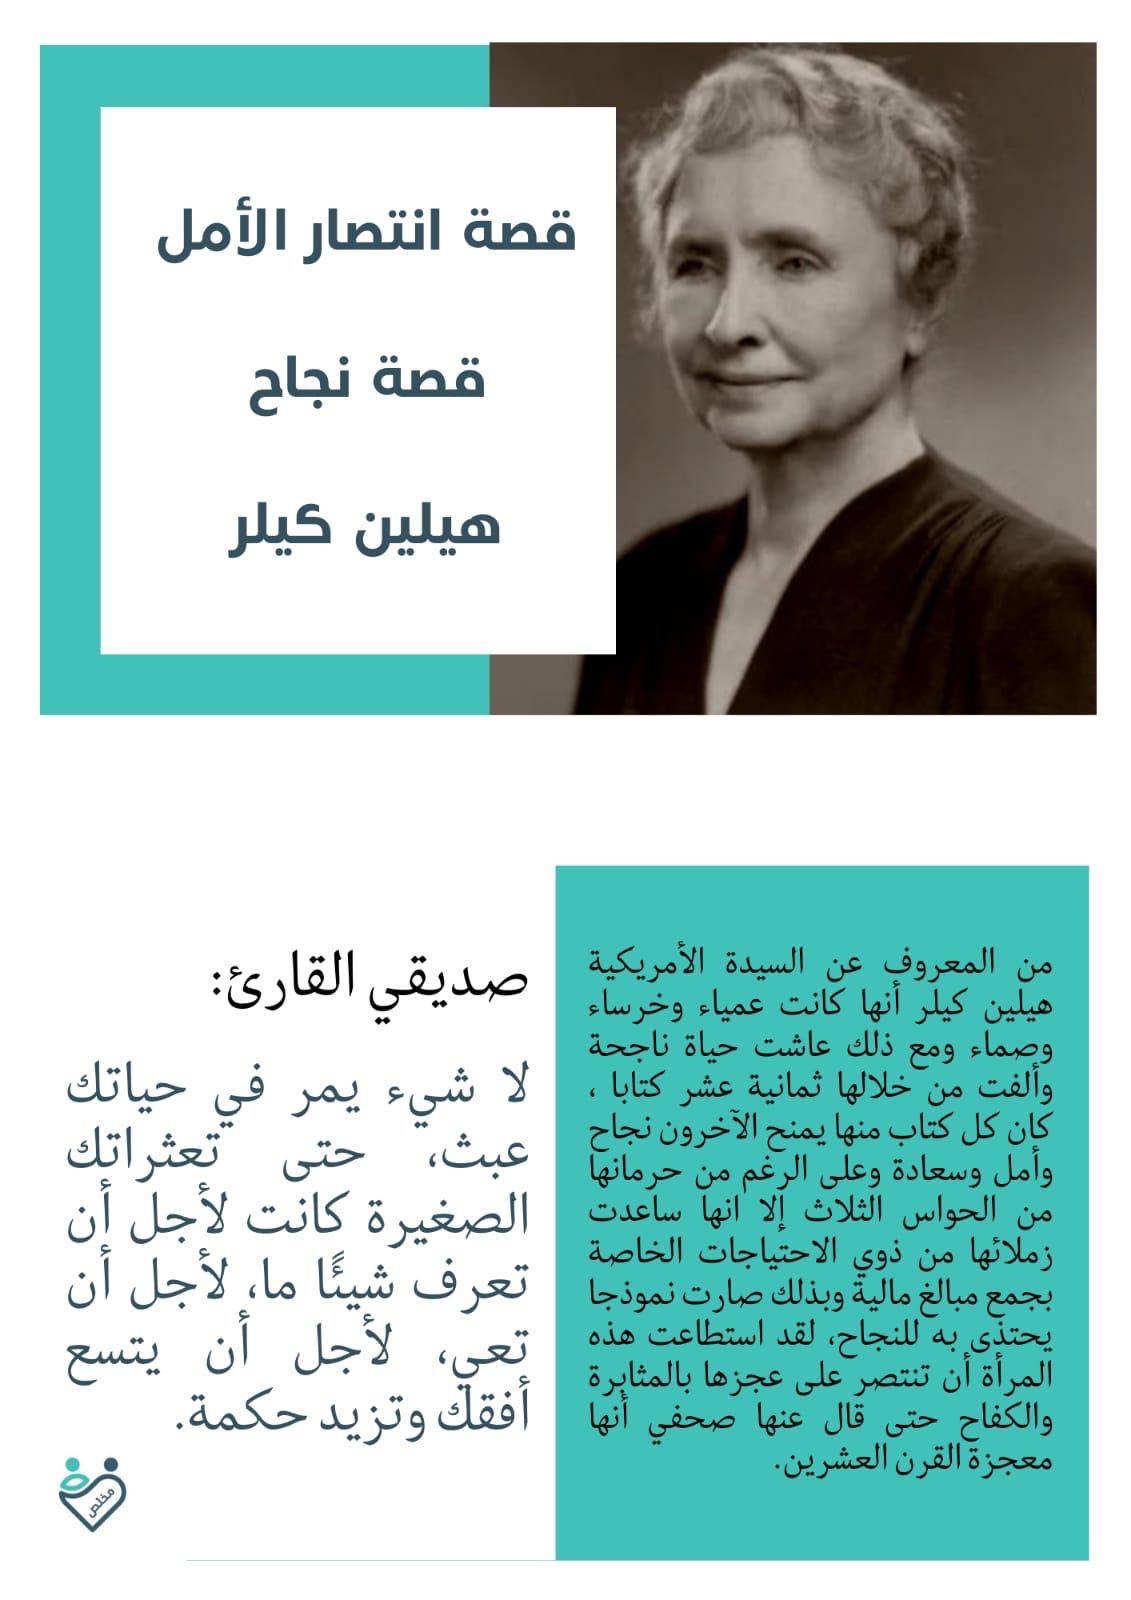 قصة انتصار الأمل
قصة نجاح
هيلين كيلر
من المعروف عن السيدة الأمريكية
هيلين كيلر أنها كانت عمياء وخرساء
وصماء ومع ذلك عاشت حياة ناجحة
وألفت من خلالها ثمانية عشر كتابا ،
كان كل كتاب منها يمنح الآخرون نجاح
وأمل وسعادة وعلى الرغم من حرمانها
من الحواس الثلاث إلا انها ساعدت
زملائها من ذوي الاحتياجات الخاصة
بجمع مبالغ مالية وبذلك صارت نموذجا
يحتذى به للنجاح، لقد استطاعت هذه
المرأة أن تنتصر على عجزها بالمثابرة
والكفاح حتى قال عنها صحفي أنها
معجزة القرن العشرين.
صديقي القارئ:
لا شيء يمر في حياتك
عبث، حتى تعثراتك
الصغيرة كانت لأجل أن
تعرف شيئًا ما، لأجل أن
تعي، لأجل أن يتسع
أفقك وتزيد حكمة.
مخلص